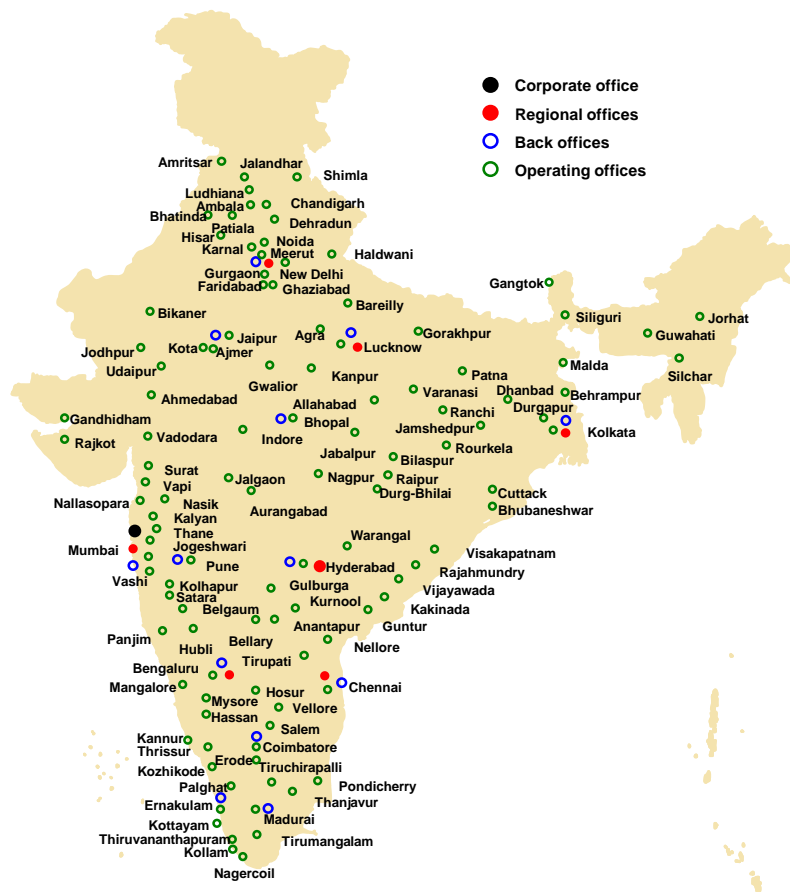 Corporate office
Regional offices
Back offices
Operating offices
Amritsar
Jalandhar
Shimla
Ludhiana
Ambala
Chandigarh
Bhatinda
Patiala
Dehradun
Hisar
Noida
Karnal
Meerut
Haldwani
Gurgaon
New Delhi
Faridabad
Ghaziabad
Gangtok
Bareilly
Bikaner
Siliguri
Jorhat
Guwahati
Jaipur
Agra
Gorakhpur
Jodhpur
Kota
Ajmer
Lucknow
Silchar
Udaipur
Malda
Kanpur
Patna
Gwalior
Varanasi
Dhanbad
Behrampur
Ahmedabad
Allahabad
Ranchi
Durgapur
Gandhidham
Bhopal
Jamshedpur
Kolkata
Rajkot
Vadodara
Indore
Rourkela
Jabalpur
Bilaspur
Surat
Jalgaon
Nagpur
Raipur
Vapi
Durg-Bhilai
Cuttack
Nallasopara
Nasik
Aurangabad
Bhubaneshwar
Kalyan
Thane
Warangal
Mumbai
Jogeshwari
Visakapatnam
Pune
Hyderabad
Rajahmundry
Vashi
Kolhapur
Gulburga
Vijayawada
Satara
Kurnool
Kakinada
Belgaum
Anantapur
Guntur
Panjim
Bellary
Nellore
Hubli
Tirupati
Bengaluru
Mangalore
Hosur
Chennai
Mysore
Vellore
Hassan
Salem
Kannur
Thrissur
Coimbatore
Erode
Kozhikode
Tiruchirapalli
Palghat
Pondicherry
Ernakulam
Thanjavur
Kottayam
Madurai
Thiruvananthapuram
Tirumangalam
Kollam
Nagercoil